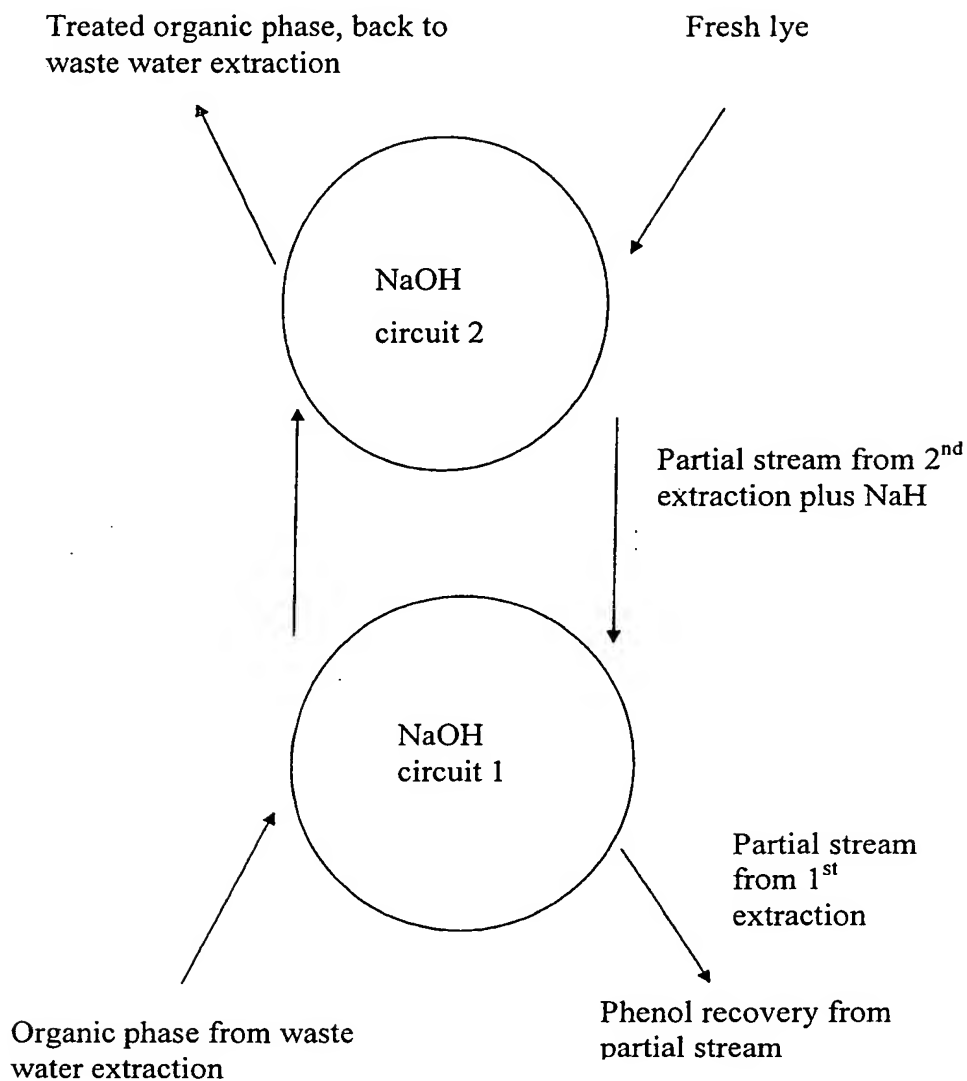 Treated organic phase, back to
waste water extraction
Fresh lye
NaOH
circuit 2
Partial stream from 2nd
extraction plus NaH
NaOH
circuit 1
Partial stream
from 1st
extraction
Organic phase from waste
water extraction
Phenol recovery from
partial stream